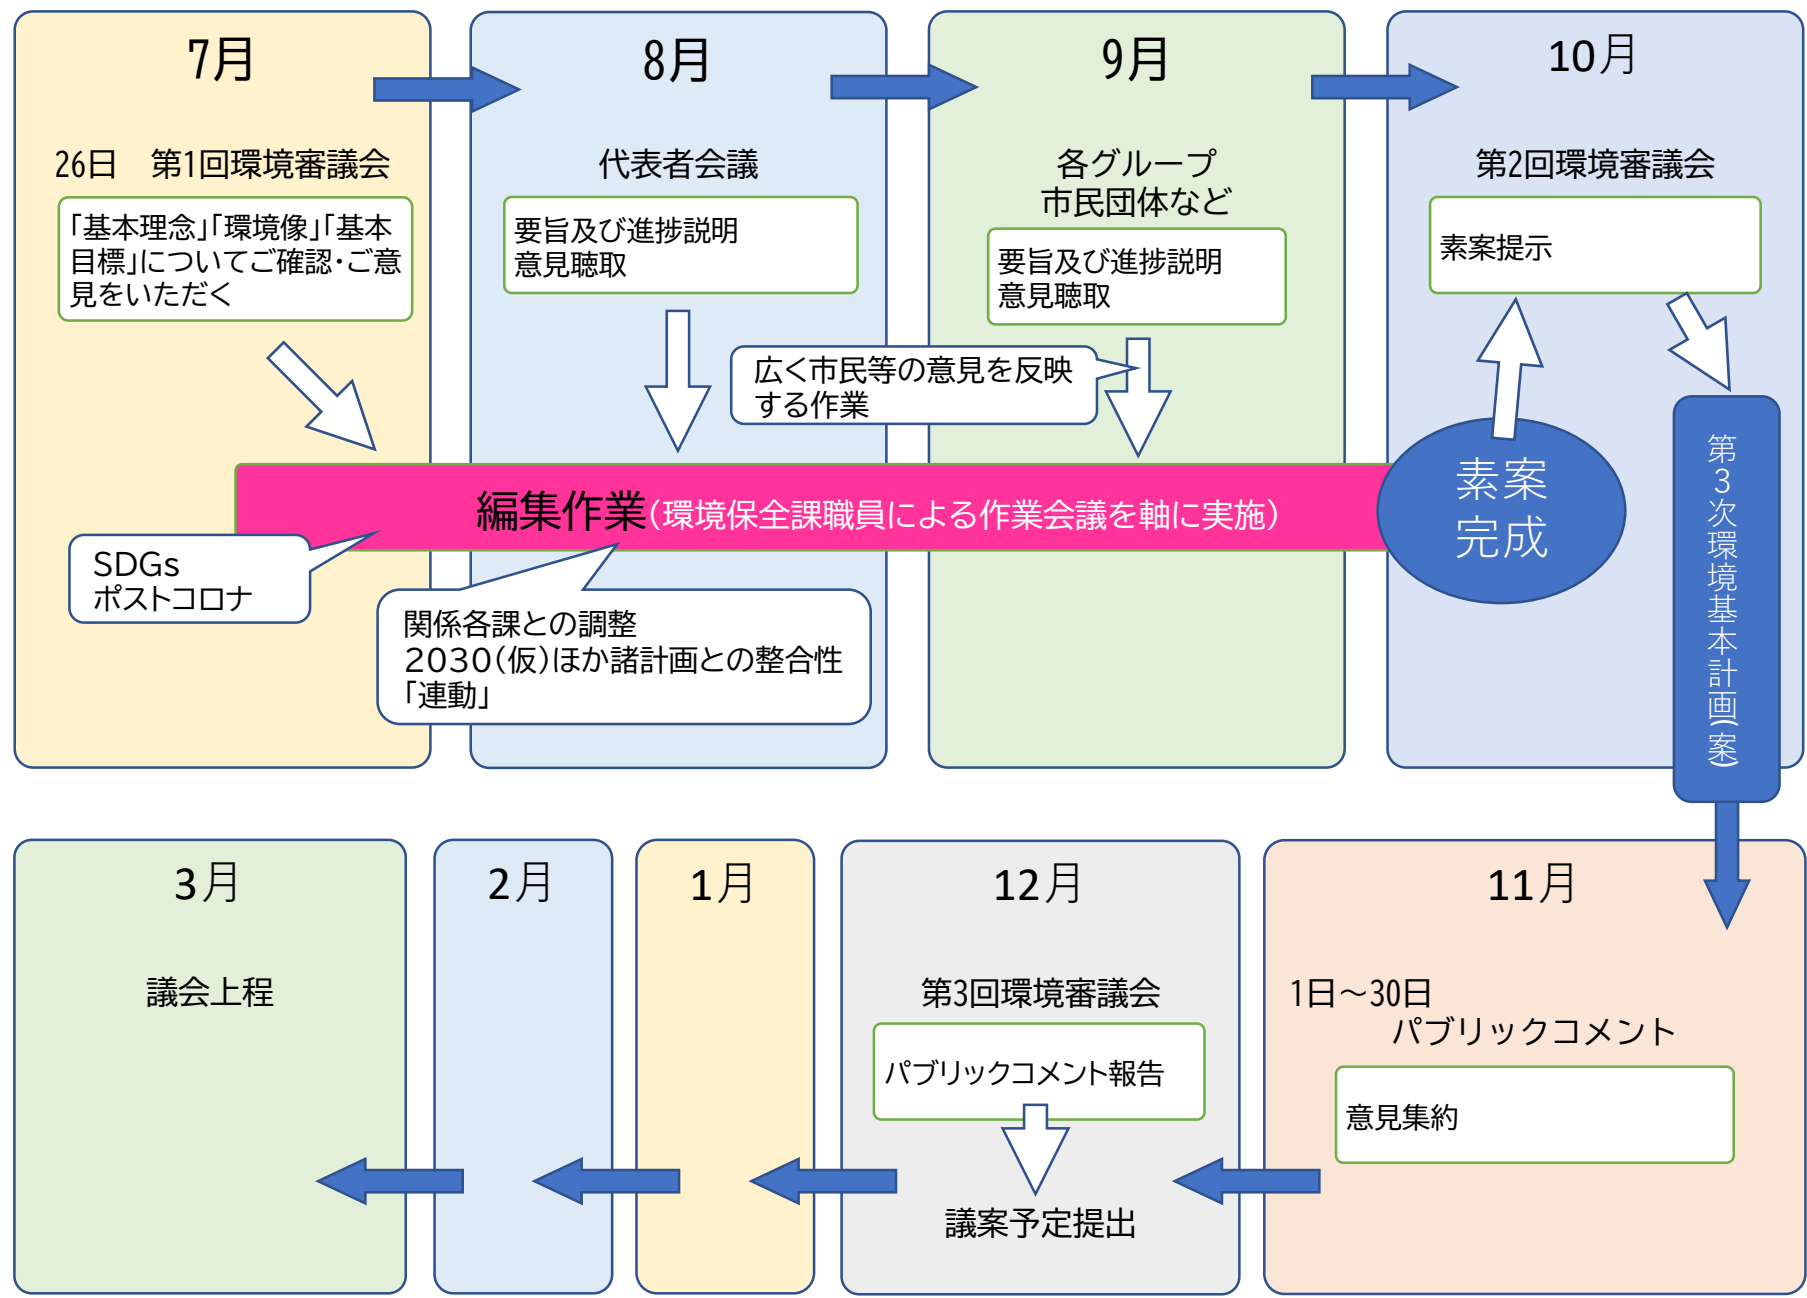 7月
26日　第1回環境審議会
「基本理念」「環境像」「基本
目標」についてご確認・ご意
見をいただく
8月
代表者会議
要旨及び進捗説明
意見聴取
9月
各グループ
市民団体など
要旨及び進捗説明
意見聴取
広く市民等の意見を反映
する作業
10月
第2回環境審議会
素案提示
編集作業(環境保全課職員による作業会議を軸に実施)
素案
完成
SDGs
ポストコロナ
関係各課との調整
2030(仮)ほか諸計画との整合性
「連動」
第3次環境基本計画(案)
11月
1日～30日
パブリックコメント
意見集約
12月
第3回環境審議会
パブリックコメント報告
議案予定提出
1月
2月
3月
議会上程